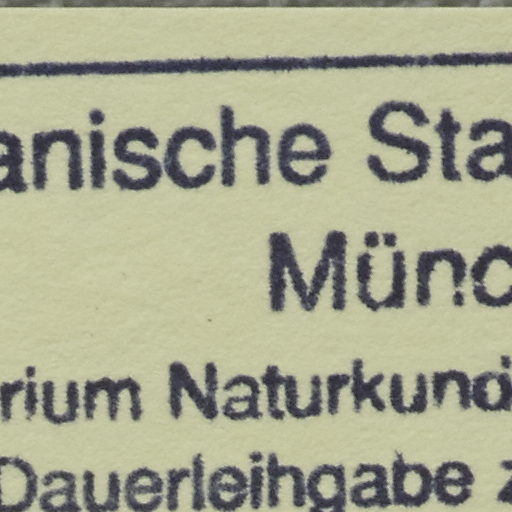 anische Sta
Münc
rium Naturkund
Dauerleihgabe z